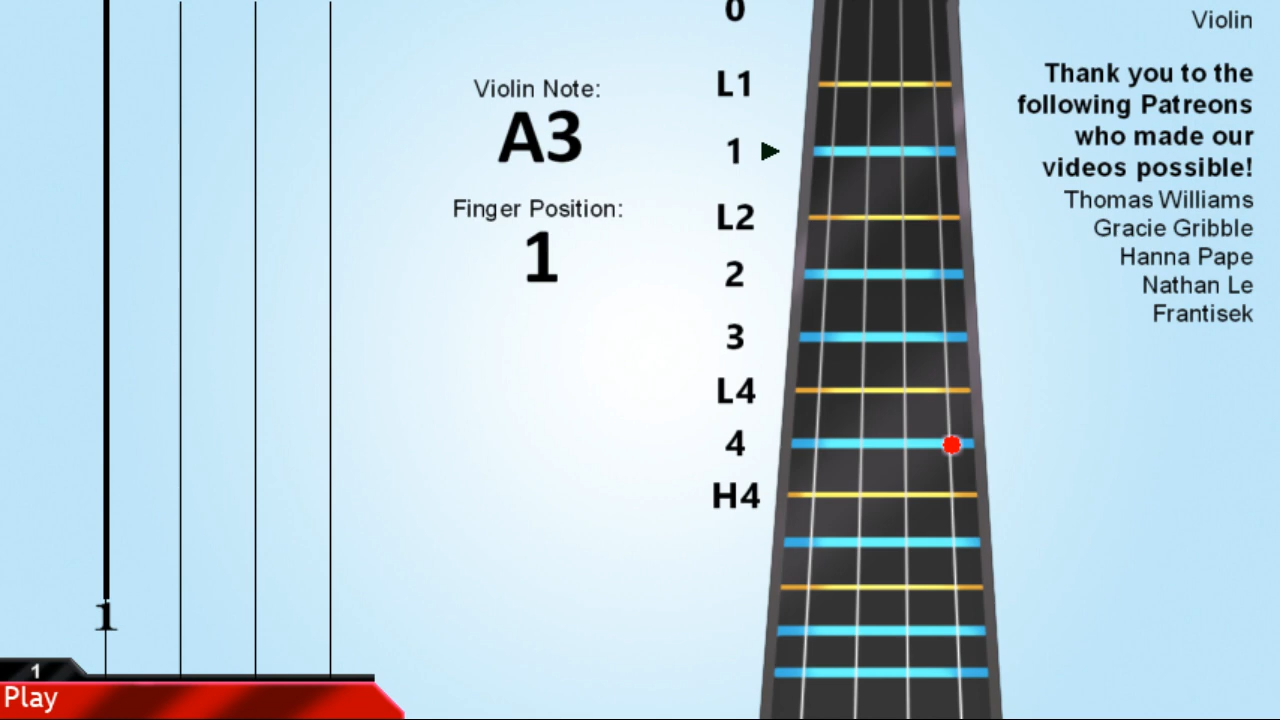 Violin Note:
A3
Finger Position:
1
0
L1
1
L2
2
3
L4
4
H4
Violin
Thank you to the
following Patreons
who made our
videos possible!
Thomas Williams
Gracie Gribble
Hanna Pape
Nathan Le
Frantisek
1
1
Play